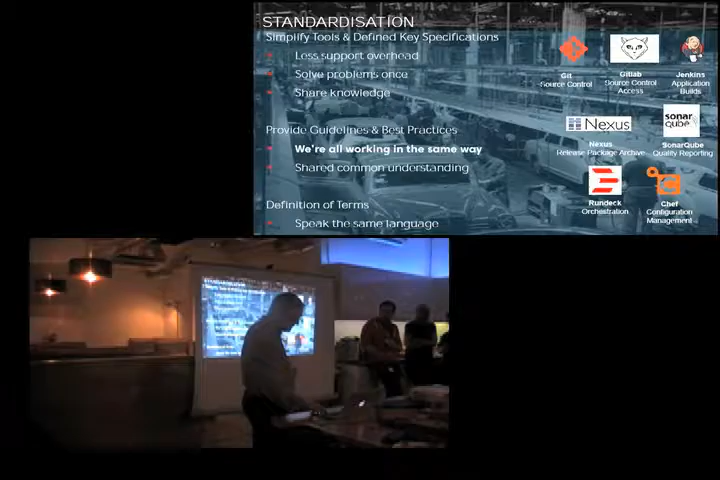 STANDARDISATION
Simplify Tools & Defined Key Specifications
Less support overhead
Solve problems once
Share knowledge
Provide Guidelines & Best Practices
We're all working in the same way
Shared common understanding
Definition of Terms
Speak the same language
Git
Source Control
Gitlab
Source Control
Access
Jenkins
Application
Builds
Nexus
Nexus
Release Package Archive
sonar
qube
SonarQube
Quality Reporting
Rundeck
Orchestration
Chef
Configuration
Management